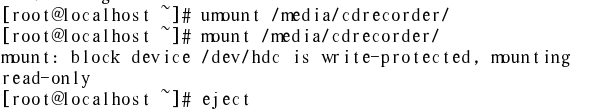 [root@localhost ~]# umount /media/cdrecorder/
[root@localhost ~]# mount /media/cdrecorder/
mount: block device /dev/hdc is write-protected, mounting
read-only
[root@localhost ~]# eject